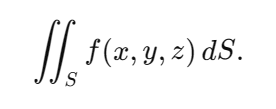 ∬_S f(x, y, z) dS.